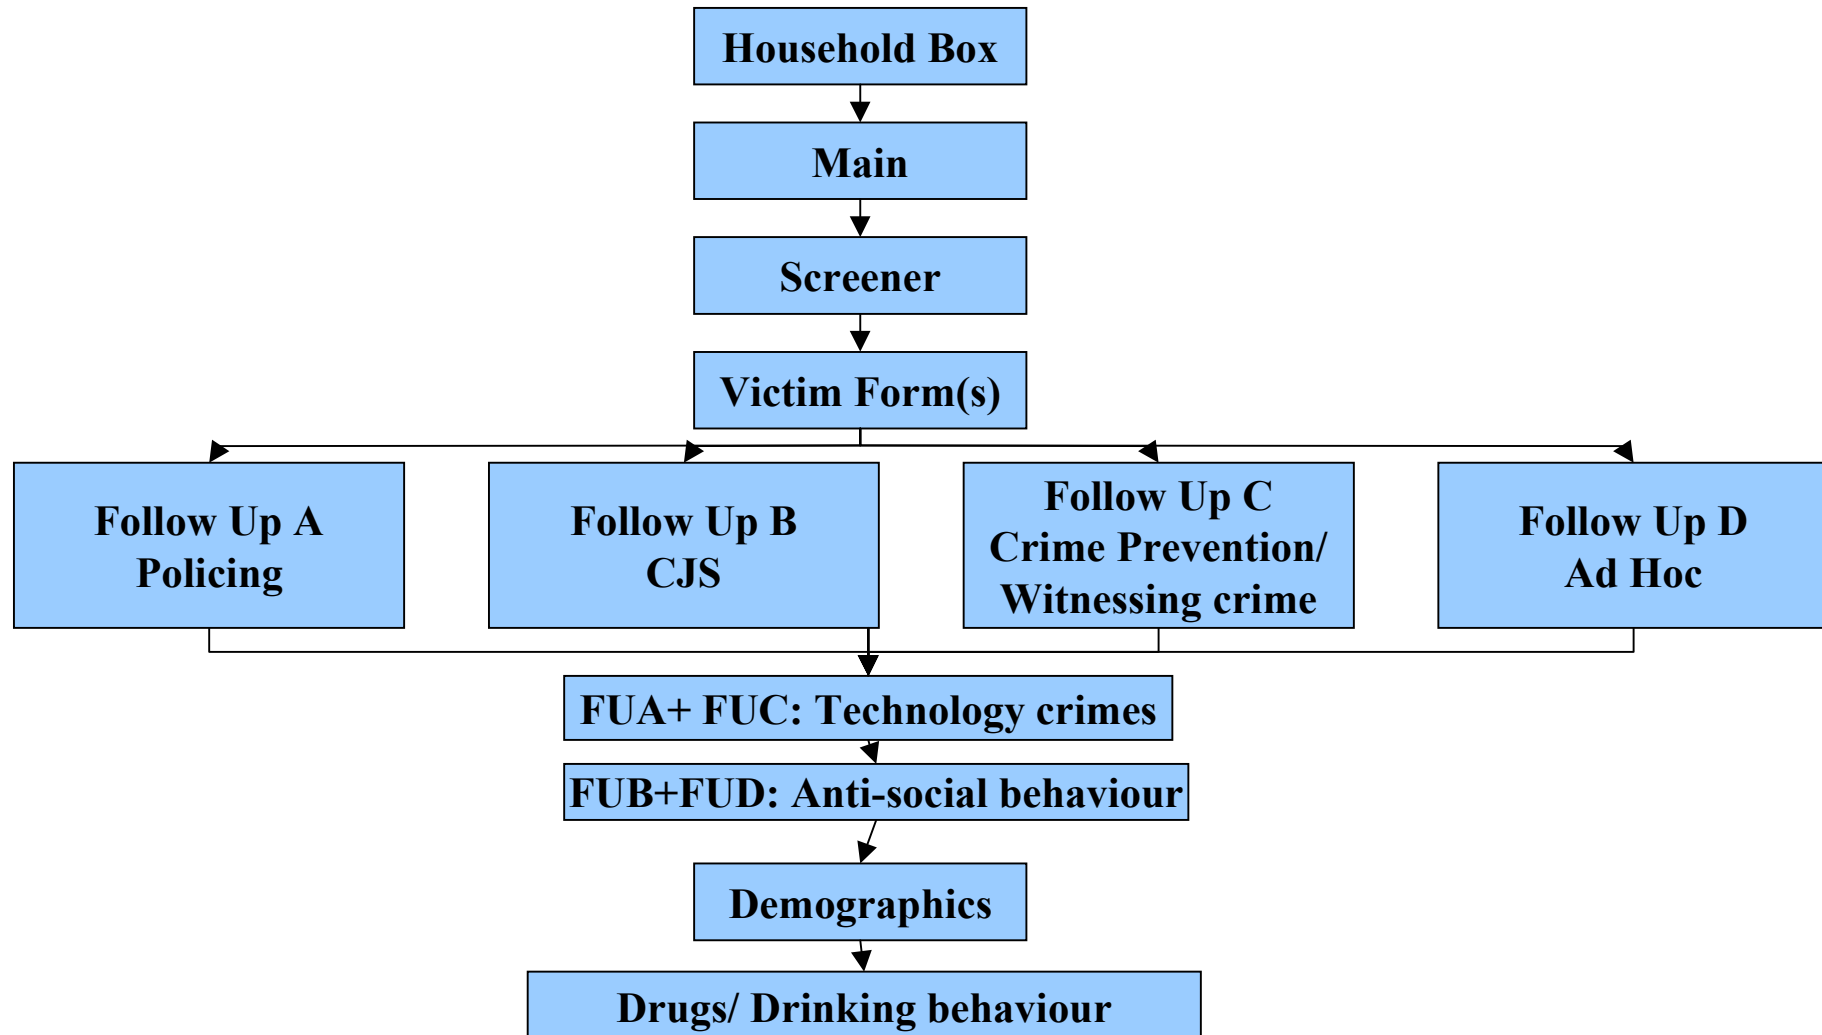 Household Box
Main
Screener
Victim Form(s)
Follow Up A
Policing
Follow Up B
CJS
Follow Up C
Crime Prevention/
Witnessing crime
Follow Up D
Ad Hoc
FUA+ FUC: Technology crimes
FUB+FUD: Anti-social behaviour
Demographics
Drugs/ Drinking behaviour